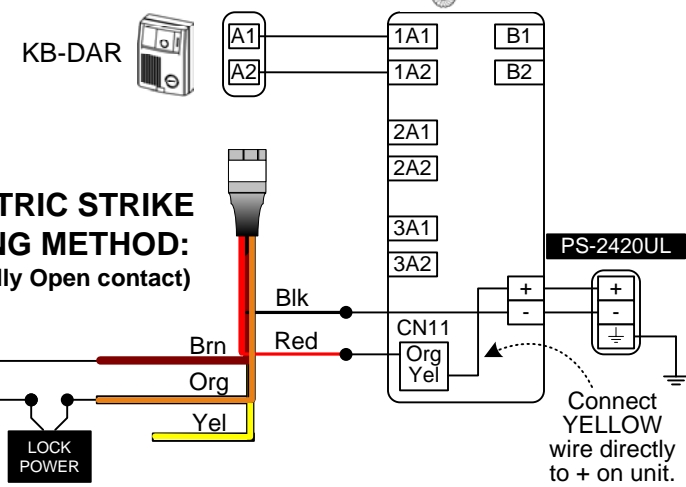 KB-DAR
A1
A2
1A1
1A2
B1
B2
2A1
2A2
3A1
3A2
TRIC STRIKE
NG METHOD:
lly Open contact)
PS-2420UL
+
-
+
-
Blk
Red
CN11
Org
Yel
Brn
Org
Yel
LOCK
POWER
Connect
YELLOW
wire directly
to + on unit.